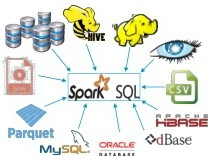 HIVE
Json
Spark SQL
CSV
Parquet
APACHE
HBASE
dBase
MySQL
ORACLE
DATABASE